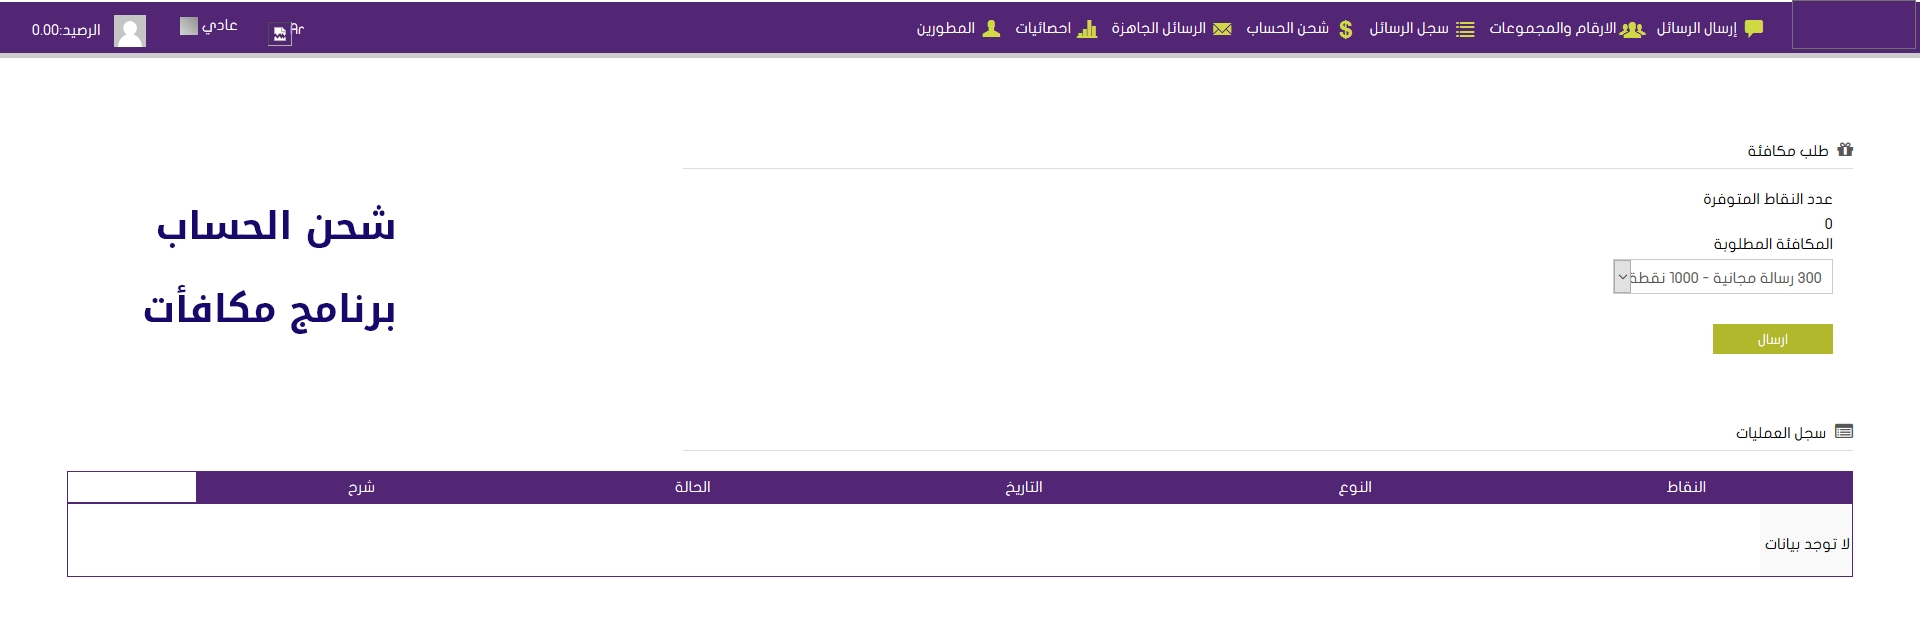 إرسال الرسائل
الارقام والمجموعات
سجل الرسائل
شحن الحساب
الرسائل الجاهزة
احصائيات
المطورين
Ar
عادي
الرصيد:0.00
طلب مكافئة
عدد النقاط المتوفرة
0
المكافئة المطلوبة
300 رسالة مجانية - 1000 نقطة
ارسال
شحن الحساب
برنامج مكافأت
سجل العمليات
النقاط النوع التاريخ الحالة شرح
لا توجد بيانات